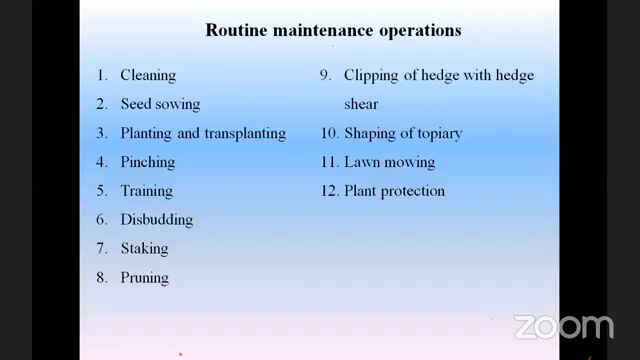 Routine maintenance operations
1. Cleaning
2. Seed sowing
3. Planting and transplanting
4. Pinching
5. Training
6. Disbudding
7. Staking
8. Pruning
9. Clipping of hedge with hedge
shear
10. Shaping of topiary
11. Lawn mowing
12. Plant protection
zoom